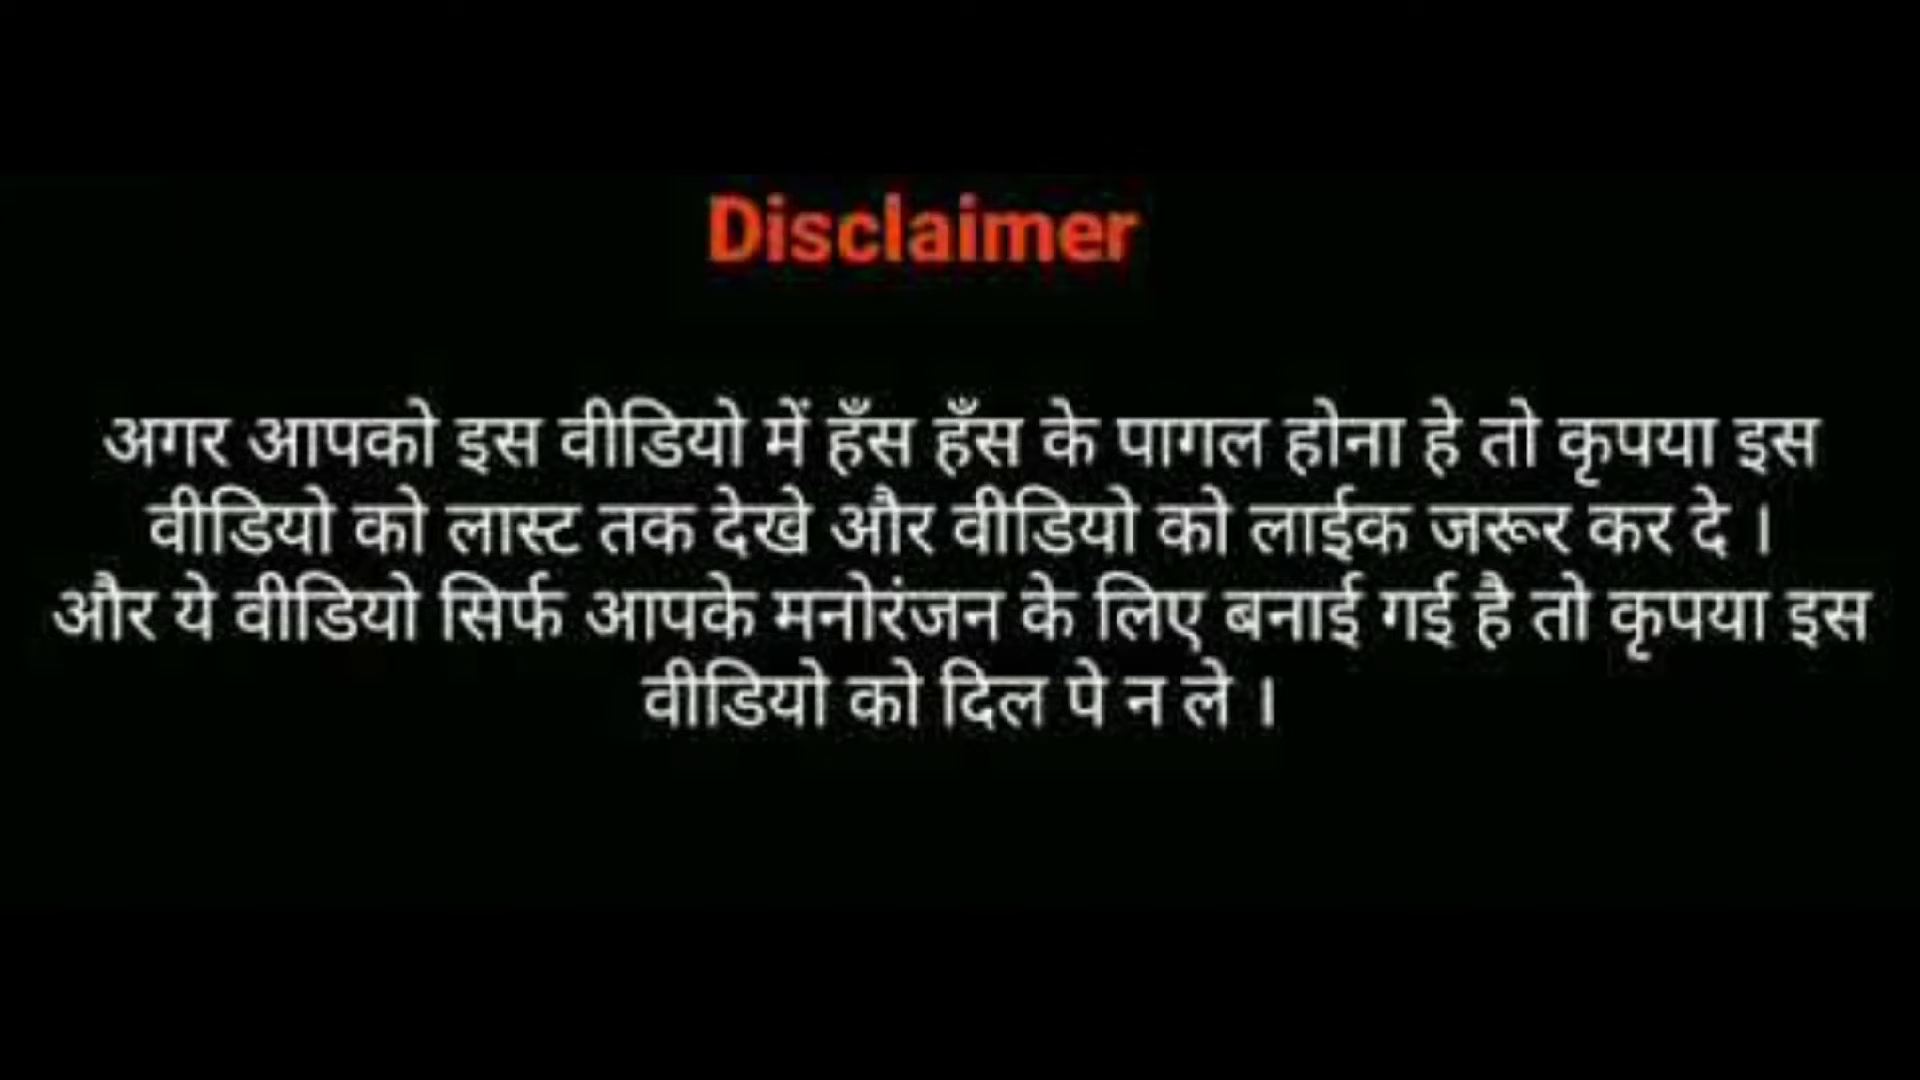 Disclaimer
अगर आपको इस वीडियो में हँस हँस के पागल होना हे तो कृपया इस
वीडियो को लास्ट तक देखे और वीडियो को लाईक जरूर कर दे ।
और ये वीडियो सिर्फ आपके मनोरंजन के लिए बनाई गई है तो कृपया इस
वीडियो को दिल पे न ले ।